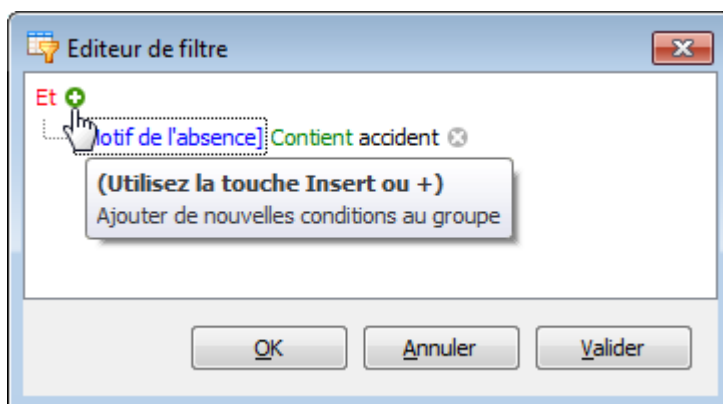 Editeur de filtre
Et
otif de l'absence] Contient accident
(Utilisez la touche Insert ou +)
Ajouter de nouvelles conditions au groupe
OK Annuler Valider